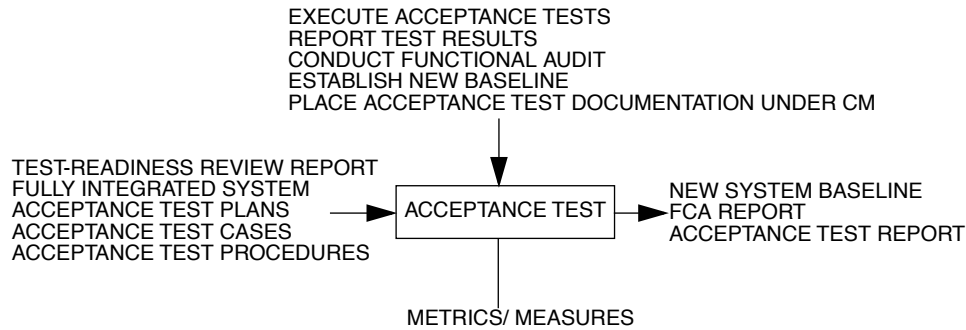 EXECUTE ACCEPTANCE TESTS
REPORT TEST RESULTS
CONDUCT FUNCTIONAL AUDIT
ESTABLISH NEW BASELINE
PLACE ACCEPTANCE TEST DOCUMENTATION UNDER CM
TEST-READINESS REVIEW REPORT
FULLY INTEGRATED SYSTEM
ACCEPTANCE TEST PLANS
ACCEPTANCE TEST CASES
ACCEPTANCE TEST PROCEDURES
ACCEPTANCE TEST
NEW SYSTEM BASELINE
FCA REPORT
ACCEPTANCE TEST REPORT
METRICS/ MEASURES